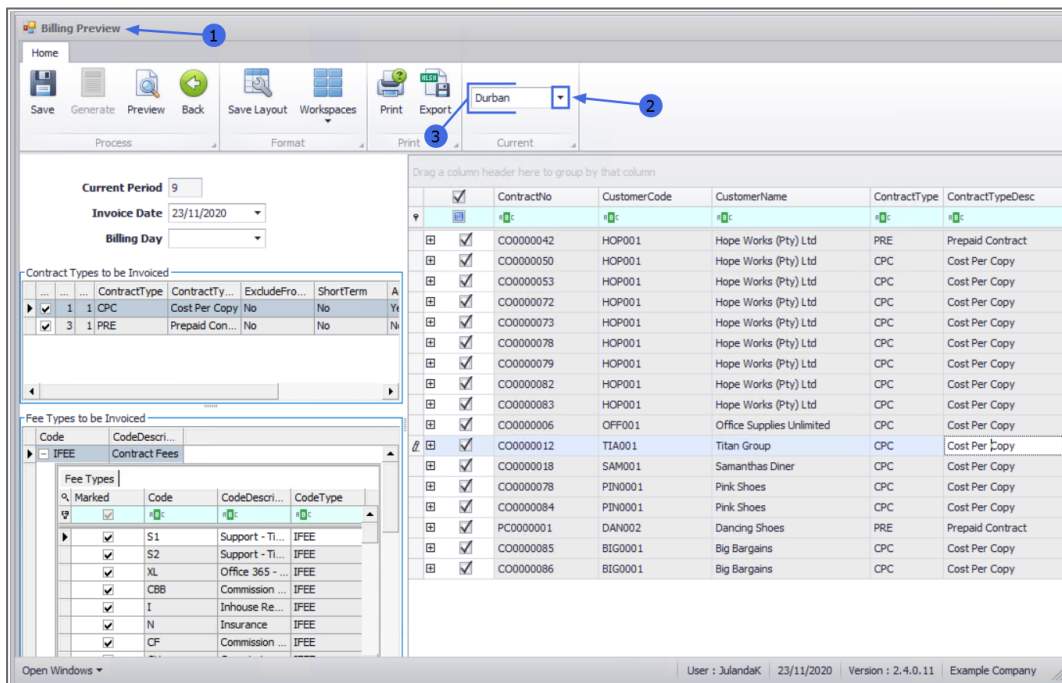 Billing Preview
1
Home
Save Generate Preview Back Save Layout Workspaces Print Export Durban
2
3
Process Format Print Current
Current Period 9
Invoice Date 23/11/2020
Billing Day
Contract Types to be Invoiced
... ... ... ContractType ContractTy... ExcludeFro... ShortTerm A
1 1 CPC Cost Per Copy No No Ye
3 1 PRE Prepaid Con... No No
Fee Types to be Invoiced
Code CodeDescri...
IFEE Contract Fees
Fee Types
Marked Code CodeDescri... CodeType
S1 Support - Ti... IFEE
S2 Support - Ti... IFEE
XL Office 365 - ... IFEE
CBB Commission ... IFEE
I Inhouse Re... IFEE
N Insurance IFEE
CF Commission ... IFEE
Drag a column header here to group by that column
ContractNo CustomerCode CustomerName ContractType ContractTypeDesc
CO0000042 HOP001 Hope Works (Pty) Ltd PRE Prepaid Contract
CO0000050 HOP001 Hope Works (Pty) Ltd CPC Cost Per Copy
CO0000053 HOP001 Hope Works (Pty) Ltd CPC Cost Per Copy
CO0000072 HOP001 Hope Works (Pty) Ltd CPC Cost Per Copy
CO0000073 HOP001 Hope Works (Pty) Ltd CPC Cost Per Copy
CO0000078 HOP001 Hope Works (Pty) Ltd CPC Cost Per Copy
CO0000079 HOP001 Hope Works (Pty) Ltd CPC Cost Per Copy
CO0000082 HOP001 Hope Works (Pty) Ltd CPC Cost Per Copy
CO0000083 HOP001 Hope Works (Pty) Ltd CPC Cost Per Copy
CO0000006 OFF001 Office Supplies Unlimited CPC Cost Per Copy
CO0000012 TIA001 Titan Group CPC Cost Per Copy
CO0000018 SAM001 Samanthas Diner CPC Cost Per Copy
CO0000078 PIN0001 Pink Shoes CPC Cost Per Copy
CO0000084 PIN0001 Pink Shoes CPC Cost Per Copy
PC0000001 DAN002 Dancing Shoes PRE Prepaid Contract
CO0000085 BIG0001 Big Bargains CPC Cost Per Copy
CO0000086 BIG0001 Big Bargains CPC Cost Per Copy
Open Windows User : JulandaK 23/11/2020 Version : 2.4.0.11 Example Company